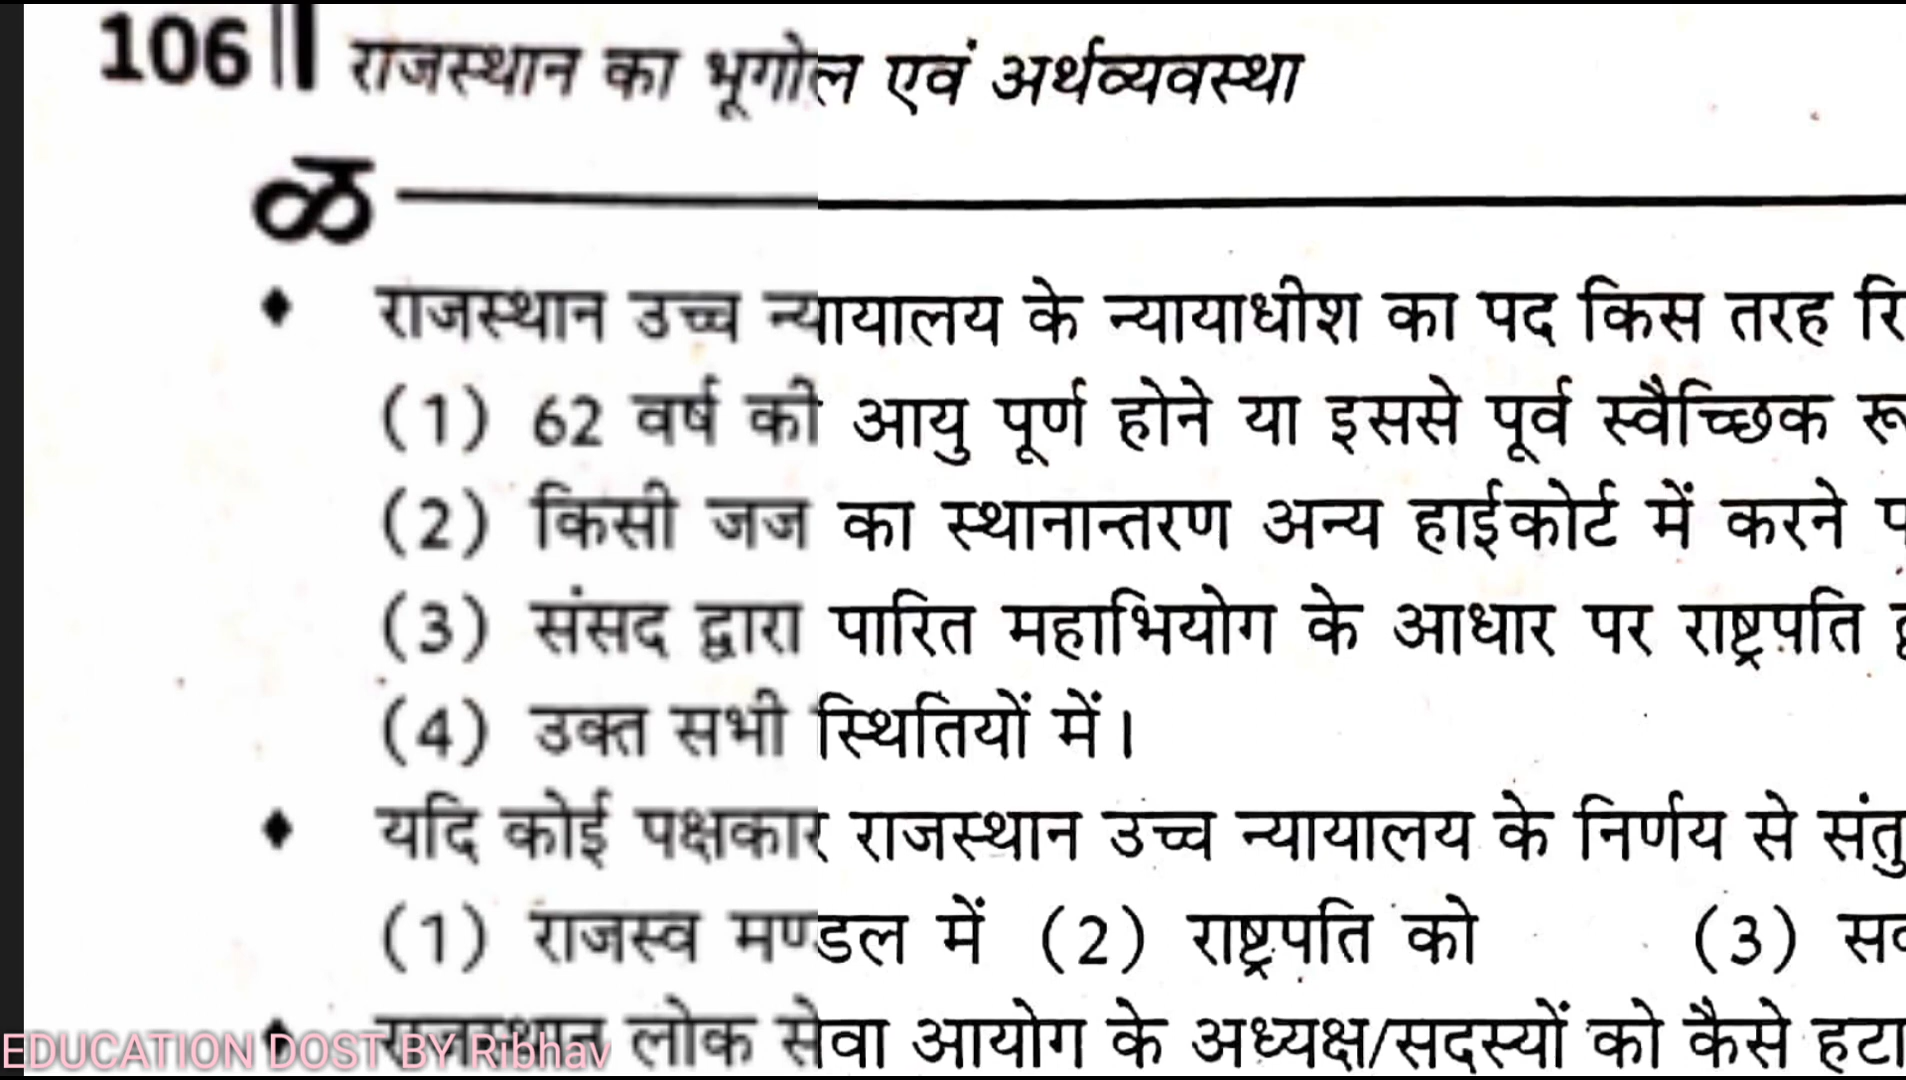 106 || राजस्थान का भूगोल एवं अर्थव्यवस्था
ळ
♦ राजस्थान उच्च न्यायालय के न्यायाधीश का पद किस तरह रि
(1) 62 वर्ष की आयु पूर्ण होने या इससे पूर्व स्वैच्छिक रू
(2) किसी जज का स्थानान्तरण अन्य हाईकोर्ट में करने प
(3) संसद द्वारा पारित महाभियोग के आधार पर राष्ट्रपति
(4) उक्त सभी स्थितियों में।
♦ यदि कोई पक्षकार राजस्थान उच्च न्यायालय के निर्णय से संतु
(1) राजस्व मण्डल में (2) राष्ट्रपति को (3)
♦ राजस्थान लोक सेवा आयोग के अध्यक्ष/सदस्यों को कैसे हटा
EDUCATION DOST BY Ribhav